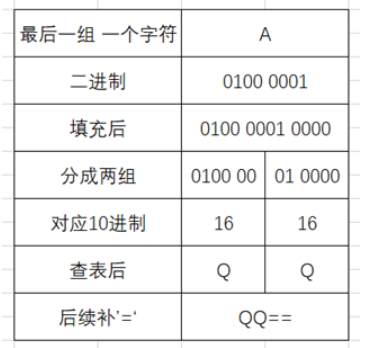 最后一组 一个字符 A
二进制 0100 0001
填充后 0100 0001 0000
分成两组 0100 00 01 0000
对应10进制 16 16
查表后 Q Q
后续补'=‘ QQ==